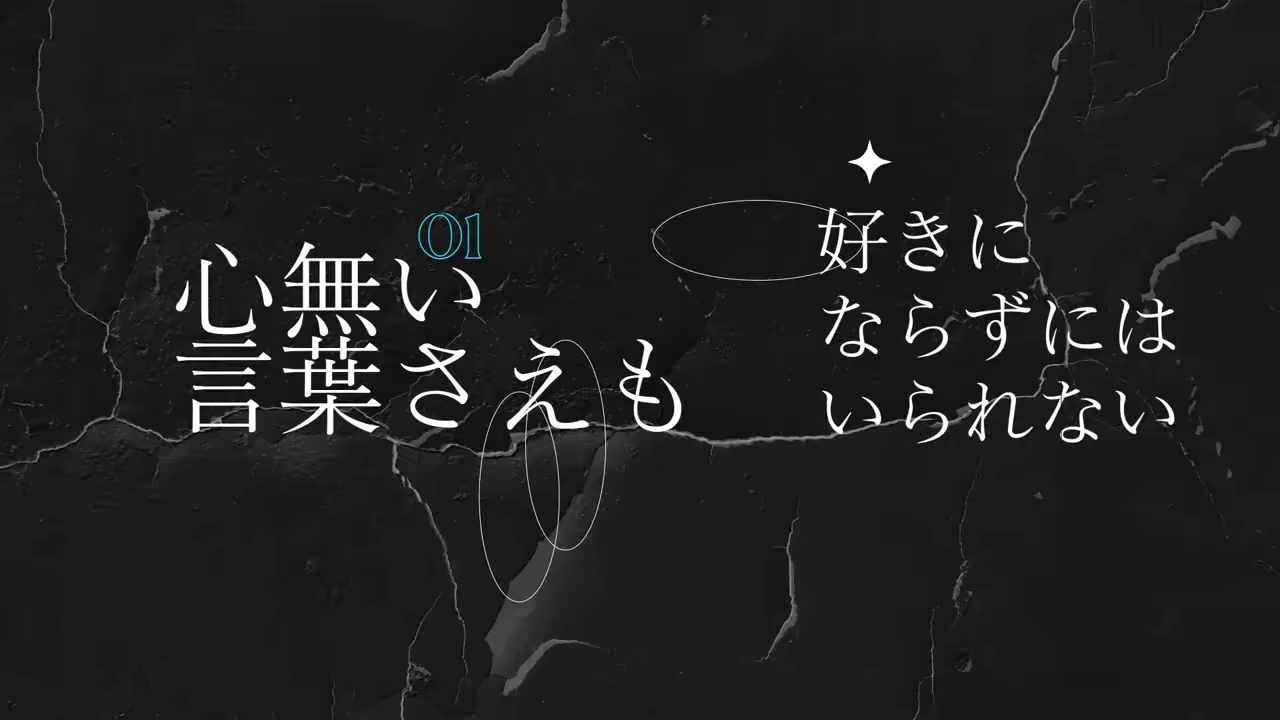 01
心無い
言葉さえも
好きに
ならずには
いられない